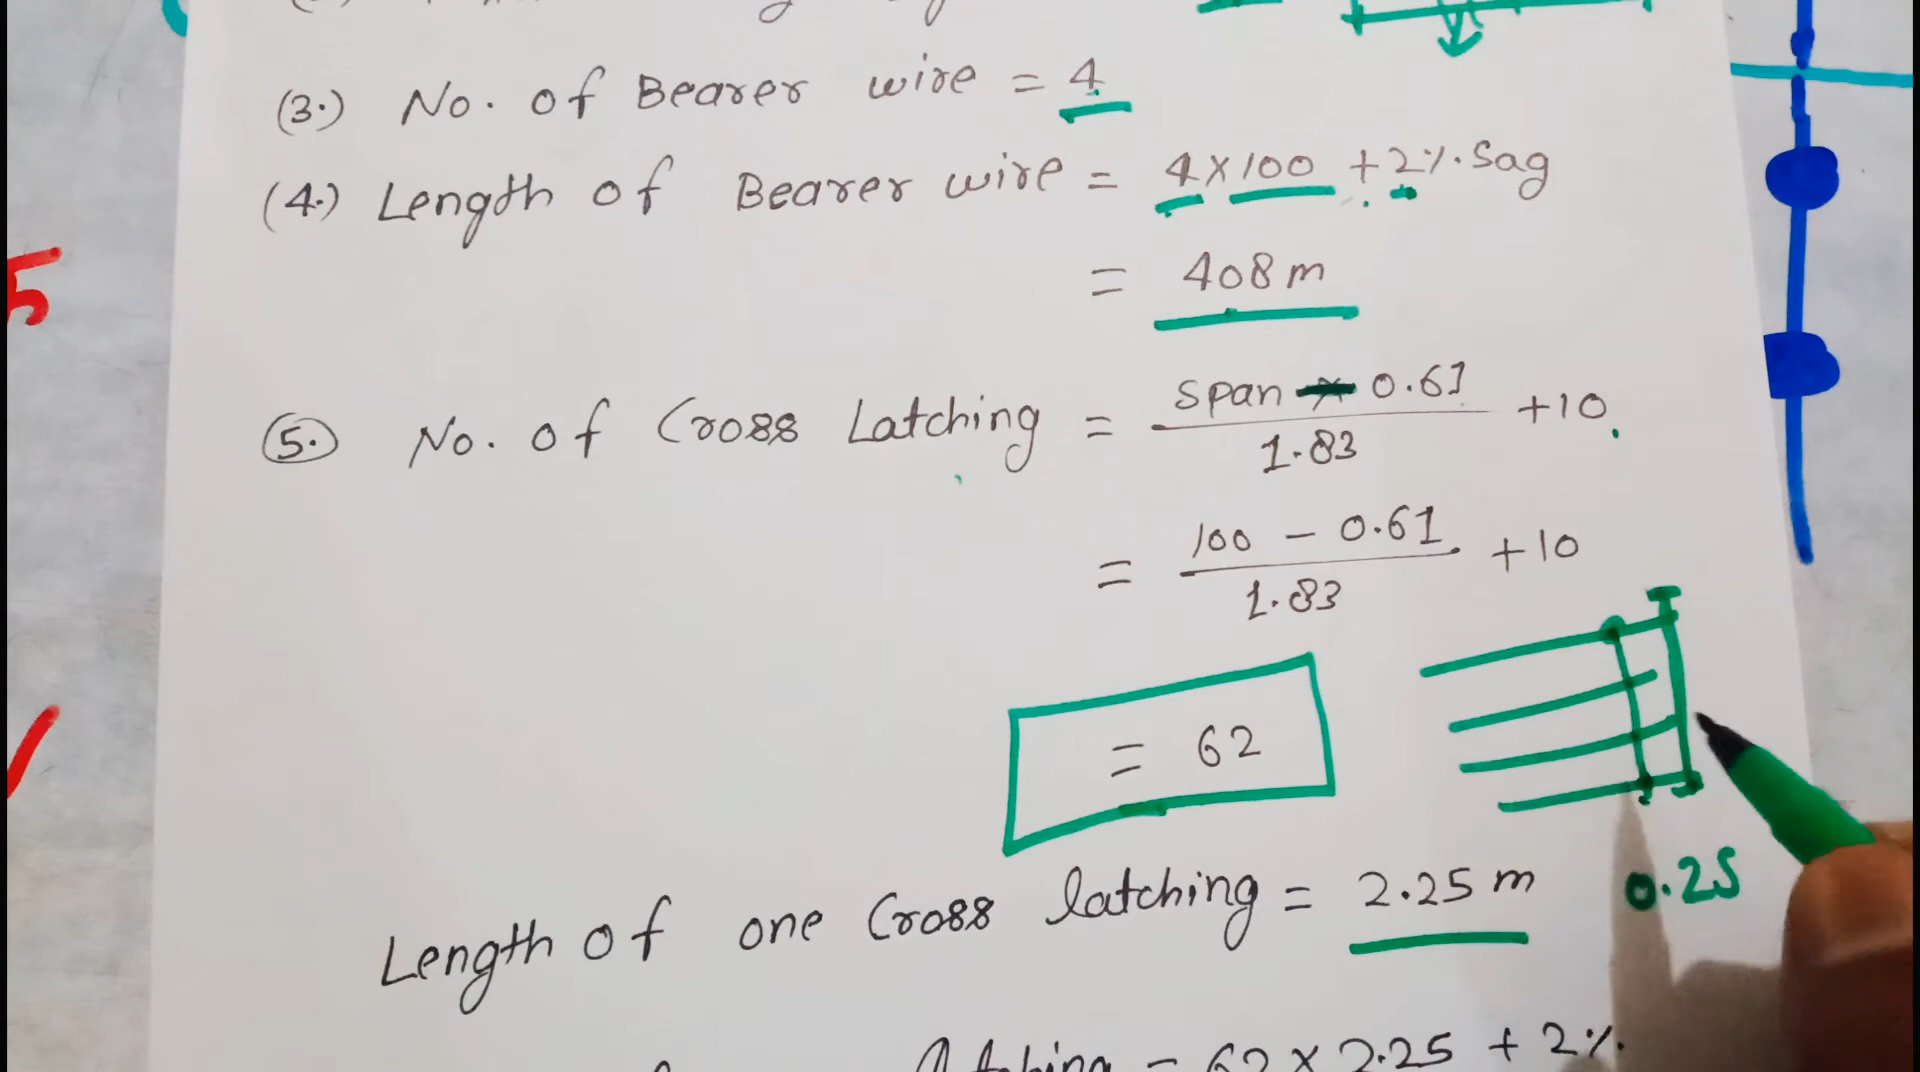 (3.) No. of Bearer wire = 4
(4.) Length of Bearer wire = 4 x 100 + 2%. Sag
= 408 m
(5.) No. of Cross Latching = span - 0.61 / 1.83 + 10
= 100 - 0.61 / 1.83 + 10
= 62
Length of one Cross latching = 2.25 m
0.25
= 62 x 2.25 + 2%.
5